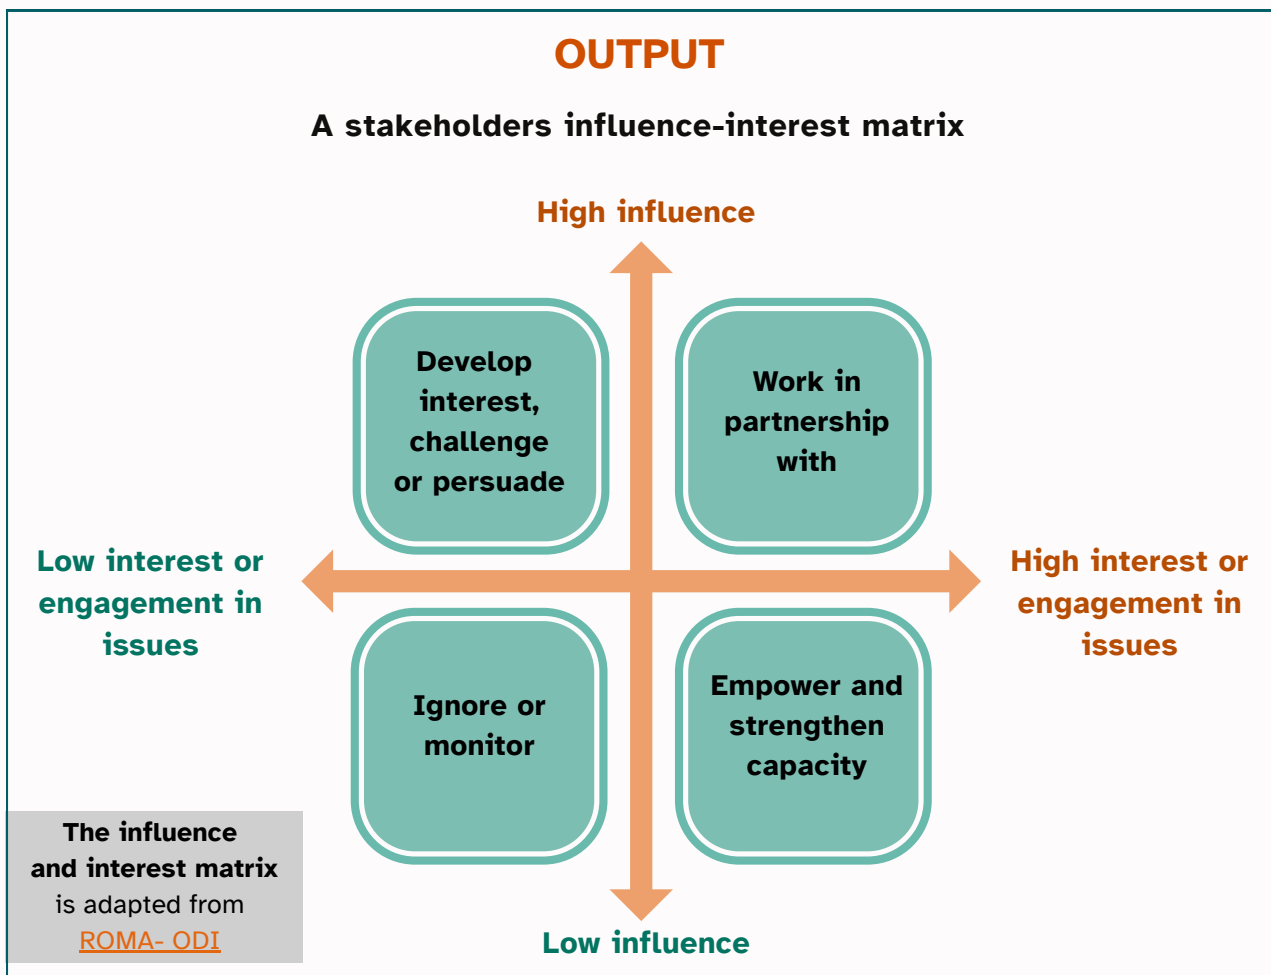 OUTPUT
A stakeholders influence-interest matrix
High influence
Develop
interest,
challenge
or persuade
Work in
partnership
with
Low interest or
engagement in
issues
High interest or
engagement in
issues
Ignore or
monitor
Empower and
strengthen
capacity
The influence
and interest matrix
is adapted from
ROMA- ODI
Low influence